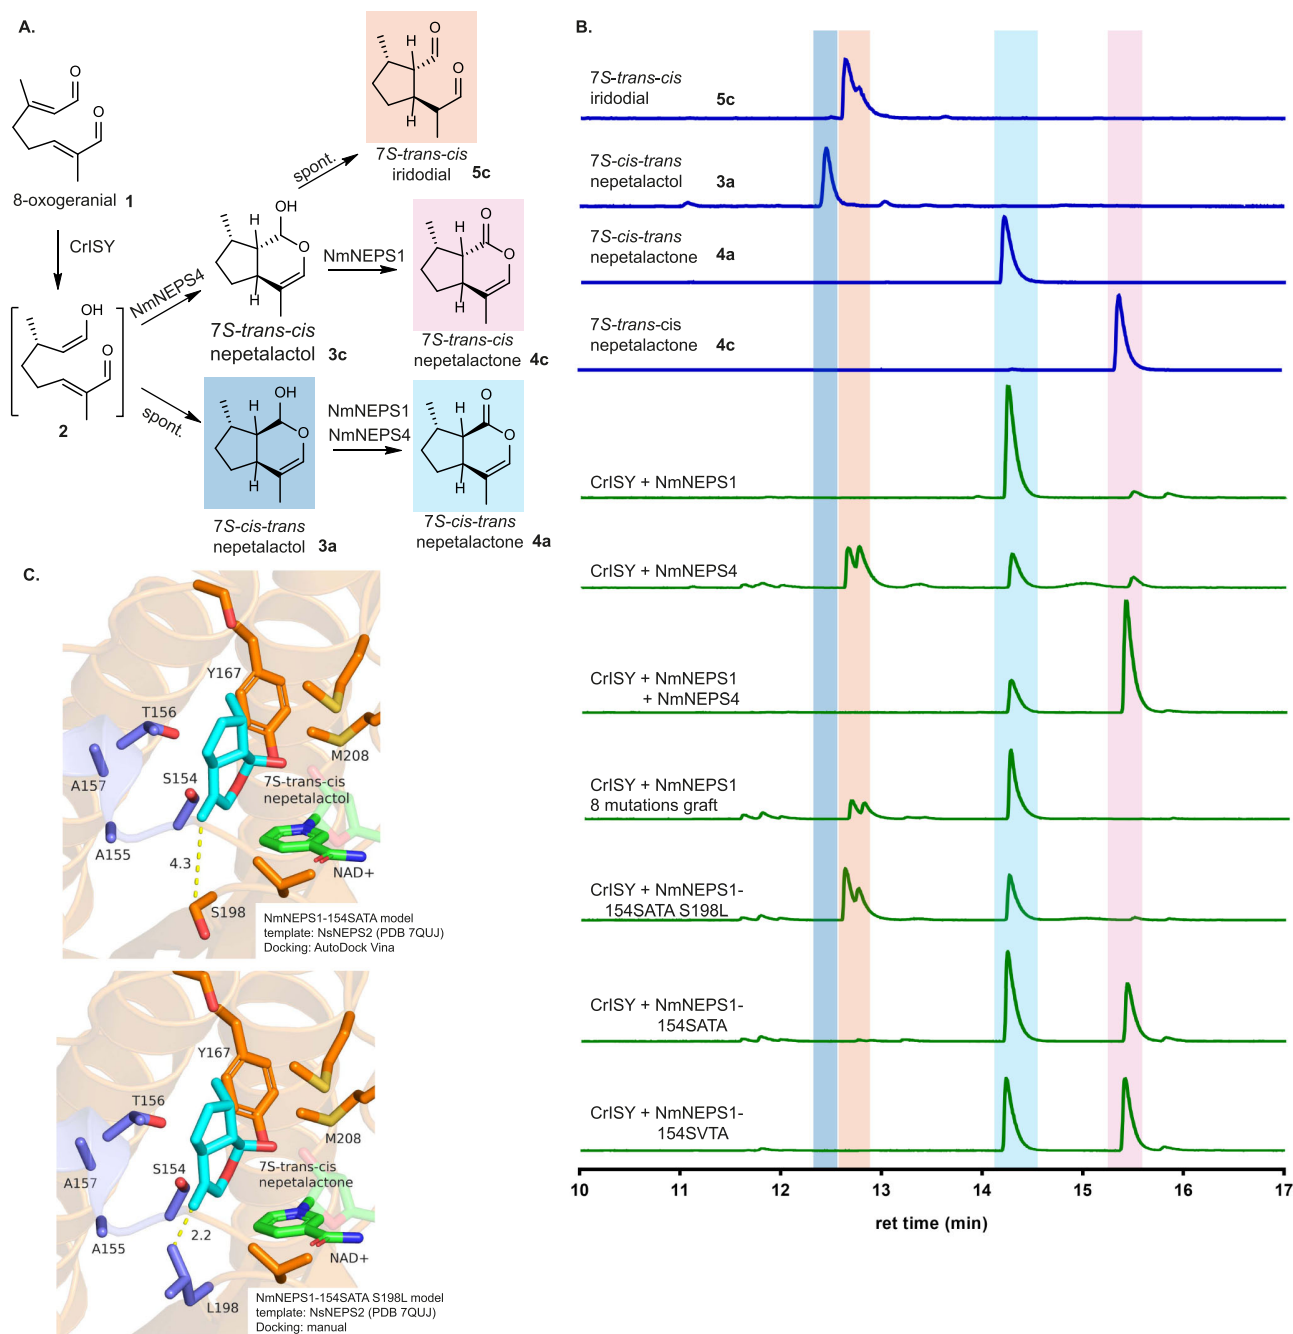 A.
8-oxogeranial 1
CrISY
OH
O
2
NmNEPS4
spont.
spont.
H
O
7S-trans-cis
iridodial 5c
H
OH
O
H
7S-trans-cis
nepetalactol 3c
NmNEPS1
H
O
O
H
7S-trans-cis
nepetalactone 4c
H
OH
O
H
7S-cis-trans
nepetalactol 3a
NmNEPS1
NmNEPS4
H
O
O
H
7S-cis-trans
nepetalactone 4a
B.
7S-trans-cis
iridodial 5c
7S-cis-trans
nepetalactol 3a
7S-cis-trans
nepetalactone 4a
7S-trans-cis
nepetalactone 4c
CrISY + NmNEPS1
CrISY + NmNEPS4
CrISY + NmNEPS1
+ NmNEPS4
CrISY + NmNEPS1
8 mutations graft
CrISY + NmNEPS1-
154SATA S198L
CrISY + NmNEPS1-
154SATA
CrISY + NmNEPS1-
154SVTA
10 11 12 13 14 15 16 17
ret time (min)
C.
Y167
T156
M208
S154
7S-trans-cis
nepetalactol
A157
A155
4.3
NAD+
S198
NmNEPS1-154SATA model
template: NsNEPS2 (PDB 7QUJ)
Docking: AutoDock Vina
Y167
T156
M208
S154
7S-trans-cis
nepetalactone
A157
A155
2.2
NAD+
L198
NmNEPS1-154SATA S198L model
template: NsNEPS2 (PDB 7QUJ)
Docking: manual